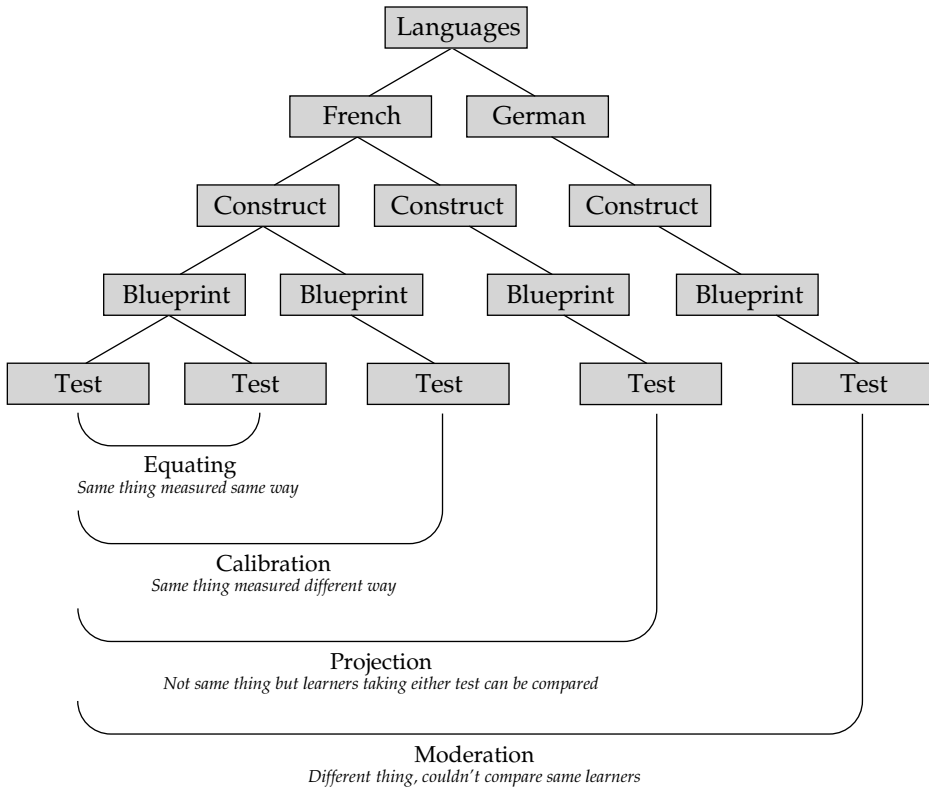 Languages
French German
Construct Construct Construct
Blueprint Blueprint Blueprint Blueprint
Test Test Test Test Test
Equating
Same thing measured same way
Calibration
Same thing measured different way
Projection
Not same thing but learners taking either test can be compared
Moderation
Different thing, couldn't compare same learners